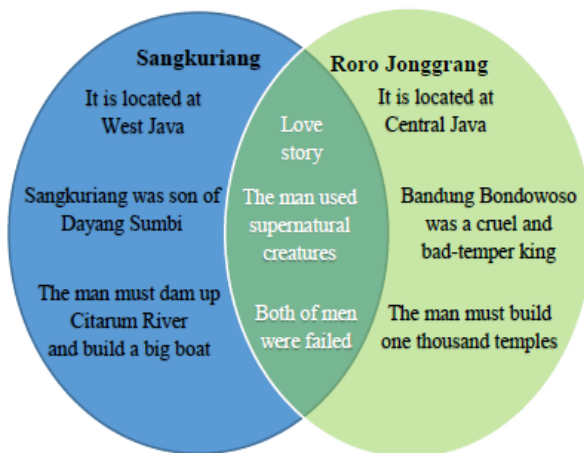 Sangkuriang
It is located at
West Java
Sangkuriang was son of
Dayang Sumbi
The man must dam up
Citarum River
and build a big boat
Love
story
The man used
supernatural
creatures
Both of men
were failed
Roro Jonggrang
It is located at
Central Java
Bandung Bondowoso
was a cruel and
bad-temper king
The man must build
one thousand temples